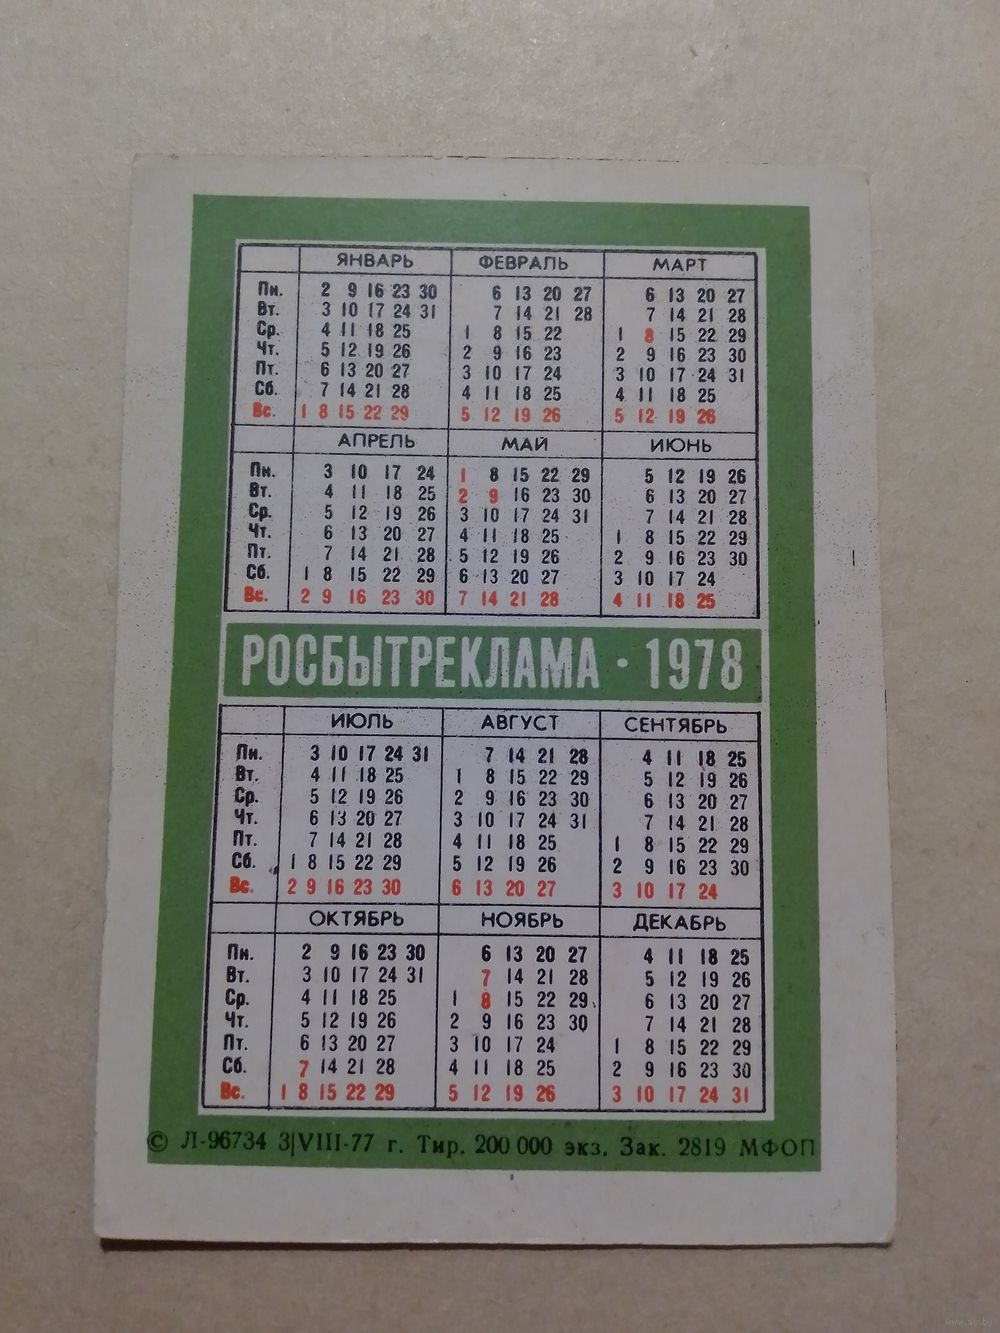 ЯНВАРЬ ФЕВРАЛЬ МАРТ
Пн. 2 9 16 23 30 6 13 20 27 6 13 20 27
Вт. 3 10 17 24 31 7 14 21 28 7 14 21 28
Ср. 4 11 18 25 1 8 15 22 1 8 15 22 29
Чт. 5 12 19 26 2 9 16 23 2 9 16 23 30
Пт. 6 13 20 27 3 10 17 24 3 10 17 24 31
Сб. 7 14 21 28 4 11 18 25 4 11 18 25
Вс. 1 8 15 22 29 5 12 19 26 5 12 19 26
АПРЕЛЬ МАЙ ИЮНЬ
Пн. 3 10 17 24 1 8 15 22 29 5 12 19 26
Вт. 4 11 18 25 2 9 16 23 30 6 13 20 27
Ср. 5 12 19 26 3 10 17 24 31 7 14 21 28
Чт. 6 13 20 27 4 11 18 25 1 8 15 22 29
Пт. 7 14 21 28 5 12 19 26 2 9 16 23 30
Сб. 1 8 15 22 29 6 13 20 27 3 10 17 24
Вс. 2 9 16 23 30 7 14 21 28 4 11 18 25
РОСБЫТРЕКЛАМА · 1978
ИЮЛЬ АВГУСТ СЕНТЯБРЬ
Пн. 3 10 17 24 31 7 14 21 28 4 11 18 25
Вт. 4 11 18 25 1 8 15 22 29 5 12 19 26
Ср. 5 12 19 26 2 9 16 23 30 6 13 20 27
Чт. 6 13 20 27 3 10 17 24 31 7 14 21 28
Пт. 7 14 21 28 4 11 18 25 1 8 15 22 29
Сб. 1 8 15 22 29 5 12 19 26 2 9 16 23 30
Вс. 2 9 16 23 30 6 13 20 27 3 10 17 24
ОКТЯБРЬ НОЯБРЬ ДЕКАБРЬ
Пн. 2 9 16 23 30 6 13 20 27 4 11 18 25
Вт. 3 10 17 24 31 7 14 21 28 5 12 19 26
Ср. 4 11 18 25 1 8 15 22 29 6 13 20 27
Чт. 5 12 19 26 2 9 16 23 30 7 14 21 28
Пт. 6 13 20 27 3 10 17 24 1 8 15 22 29
Сб. 7 14 21 28 4 11 18 25 2 9 16 23 30
Вс. 1 8 15 22 29 5 12 19 26 3 10 17 24 31
© Л-96734 3|VIII-77 г. Тир. 200 000 экз. Зак. 2819 МФОП
www.ay.by